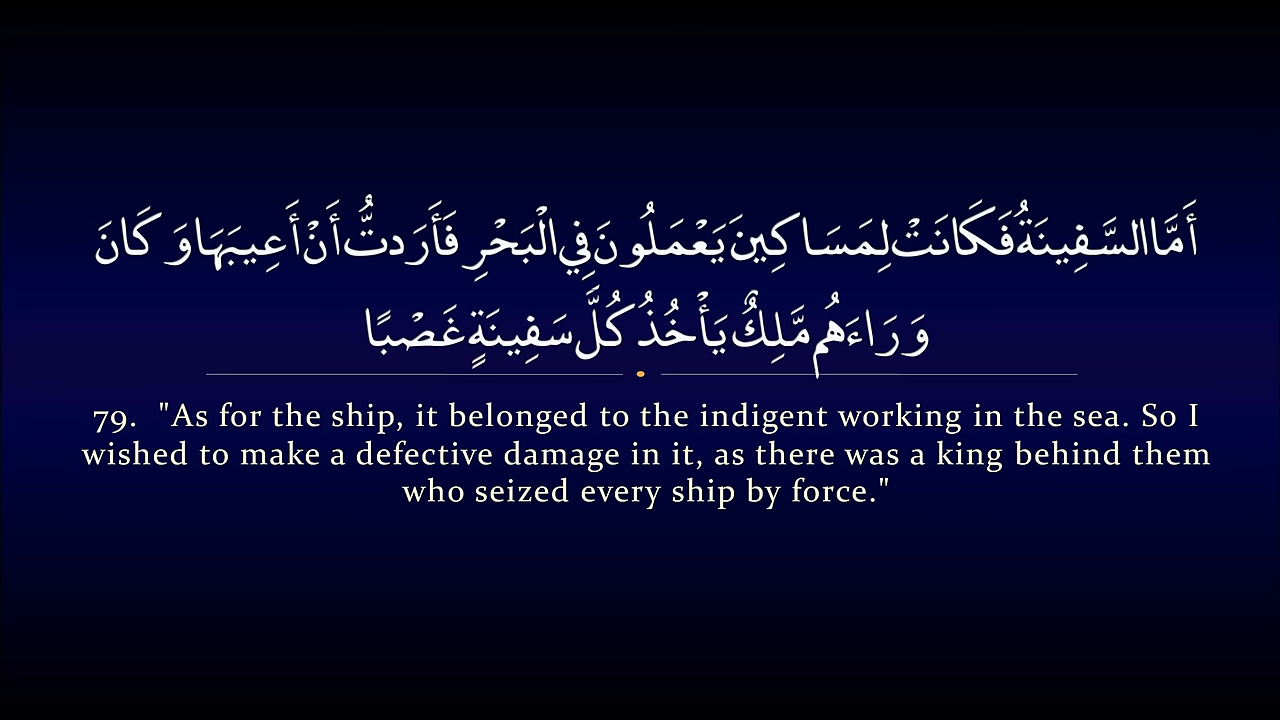 أَمَّا السَّفِينَةُ فَكَانَتْ لِمَسَاكِينَ يَعْمَلُونَ فِي الْبَحْرِ فَأَرَدتُّ أَنْ أَعِيبَهَا وَكَانَ
وَرَاءَهُم مَّلِكٌ يَأْخُذُ كُلَّ سَفِينَةٍ غَصْبًا
79. "As for the ship, it belonged to the indigent working in the sea. So I
wished to make a defective damage in it, as there was a king behind them
who seized every ship by force."